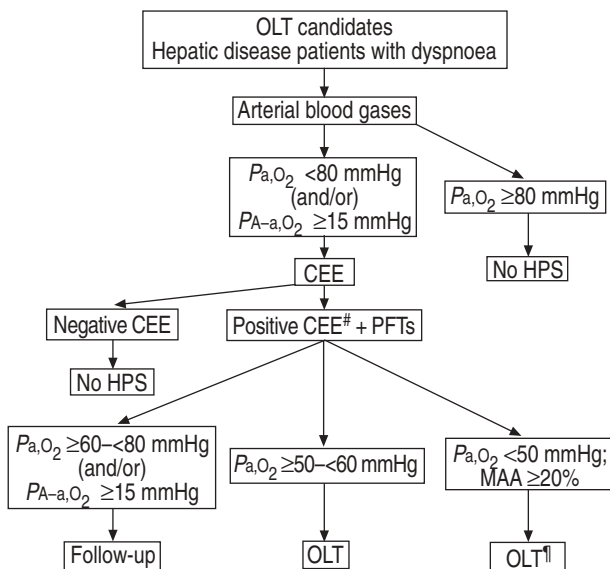 OLT candidates
Hepatic disease patients with dyspnoea
Arterial blood gases
Pa,O2 <80 mmHg
(and/or)
PA–a,O2 ≥15 mmHg
Pa,O2 ≥80 mmHg
CEE
No HPS
Negative CEE
Positive CEE# + PFTs
No HPS
Pa,O2 ≥60–<80 mmHg
(and/or)
PA–a,O2 ≥15 mmHg
Pa,O2 ≥50–<60 mmHg
Pa,O2 <50 mmHg;
MAA ≥20%
Follow-up
OLT
OLT¶